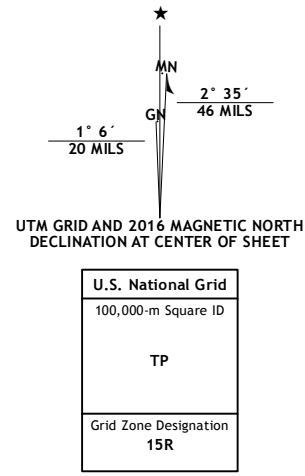 ★
MN
GN
2° 35´
46 MILS
1° 6´
20 MILS
UTM GRID AND 2016 MAGNETIC NORTH
DECLINATION AT CENTER OF SHEET
U.S. National Grid
100,000-m Square ID
TP
Grid Zone Designation
15R